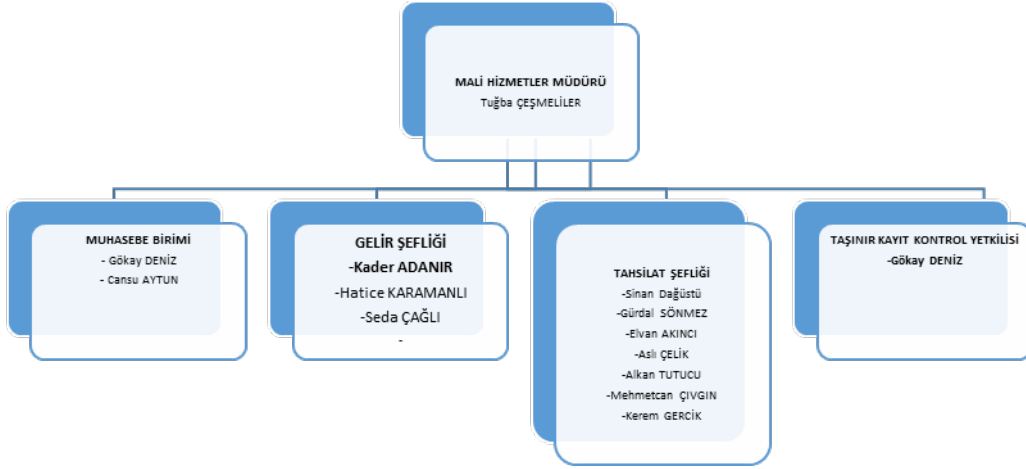 MALİ HİZMETLER MÜDÜRÜ
Tuğba ÇEŞMELİLER
MUHASEBE BİRİMİ
- Gökay DENİZ
- Cansu AYTUN
GELİR ŞEFLİĞİ
-Kader ADANIR
-Hatice KARAMANLI
-Seda ÇAĞLI
-
TAHSİLAT ŞEFLİĞİ
-Sinan Dağüstü
-Gürdal SÖNMEZ
-Elvan AKINCI
-Aslı ÇELİK
-Alkan TUTUCU
-Mehmetcan ÇIVGIN
-Kerem GERCİK
TAŞINIR KAYIT KONTROL YETKİLİSİ
-Gökay DENİZ